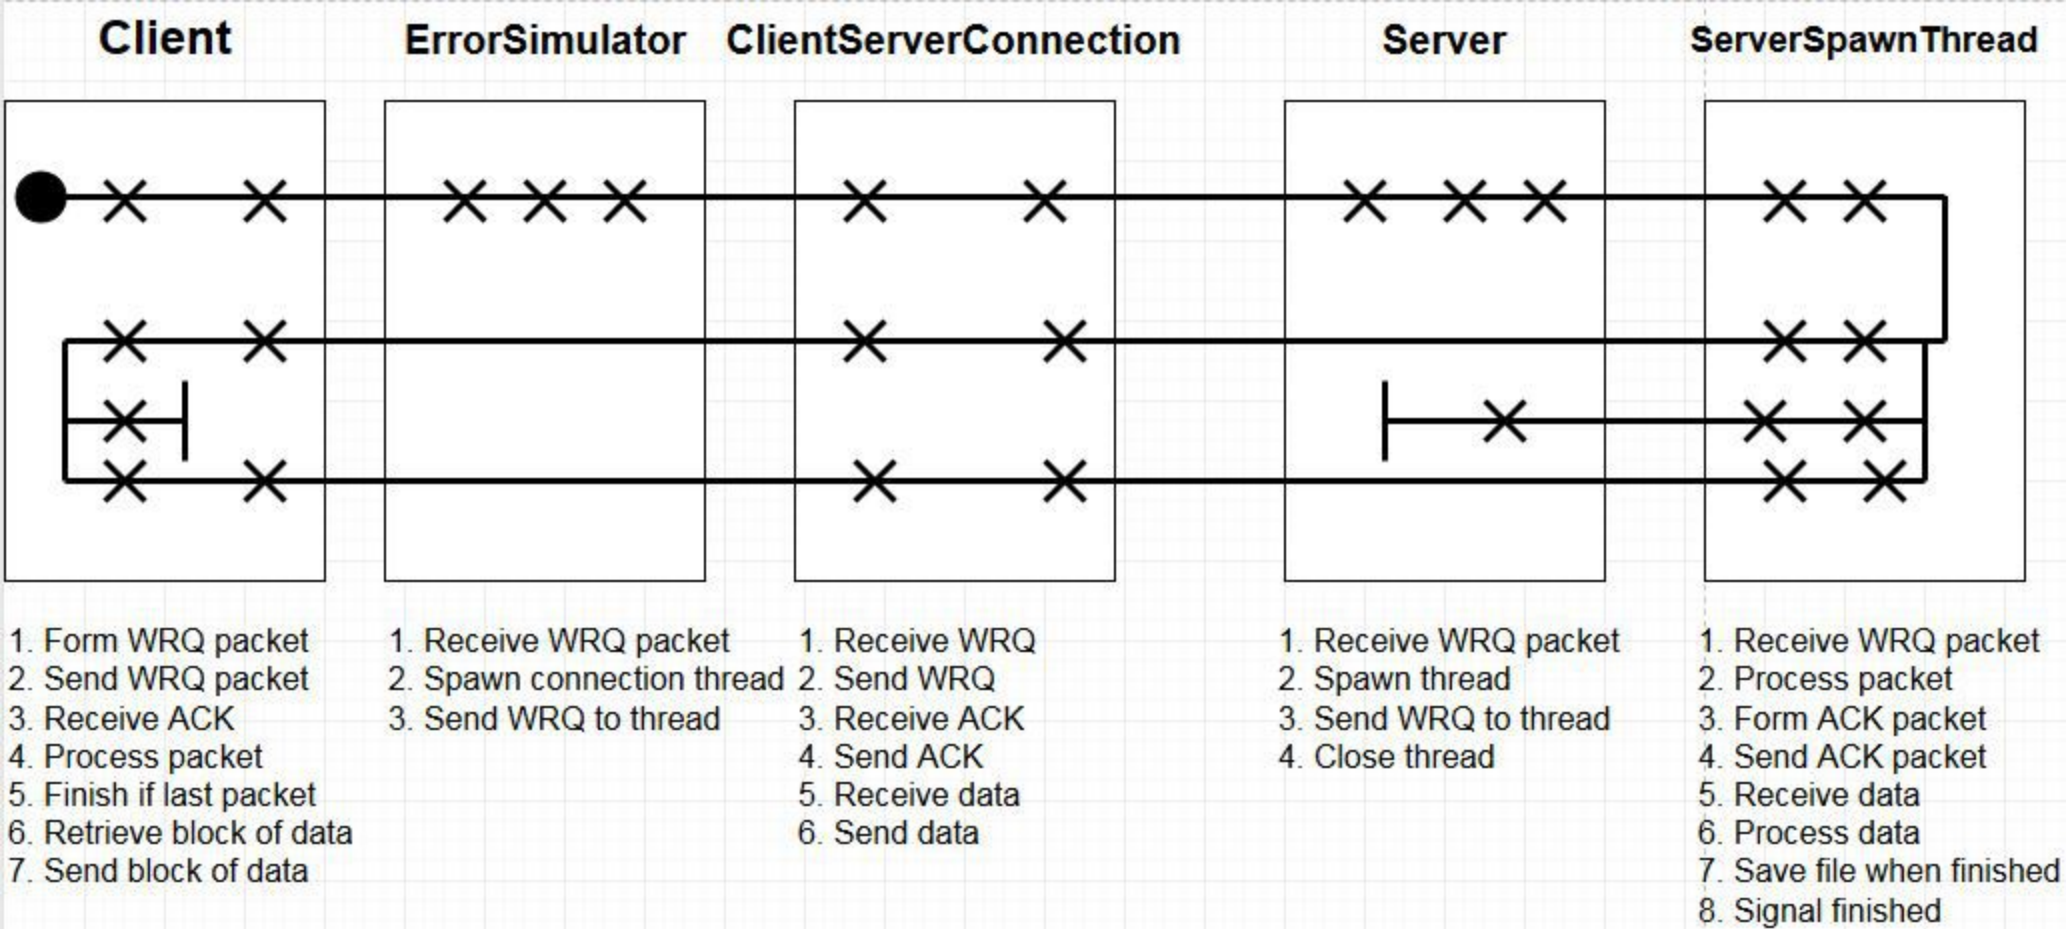 Client
ErrorSimulator
ClientServerConnection
Server
ServerSpawnThread
1. Form WRQ packet
2. Send WRQ packet
3. Receive ACK
4. Process packet
5. Finish if last packet
6. Retrieve block of data
7. Send block of data
1. Receive WRQ packet
2. Spawn connection thread
3. Send WRQ to thread
1. Receive WRQ
2. Send WRQ
3. Receive ACK
4. Send ACK
5. Receive data
6. Send data
1. Receive WRQ packet
2. Spawn thread
3. Send WRQ to thread
4. Close thread
1. Receive WRQ packet
2. Process packet
3. Form ACK packet
4. Send ACK packet
5. Receive data
6. Process data
7. Save file when finished
8. Signal finished